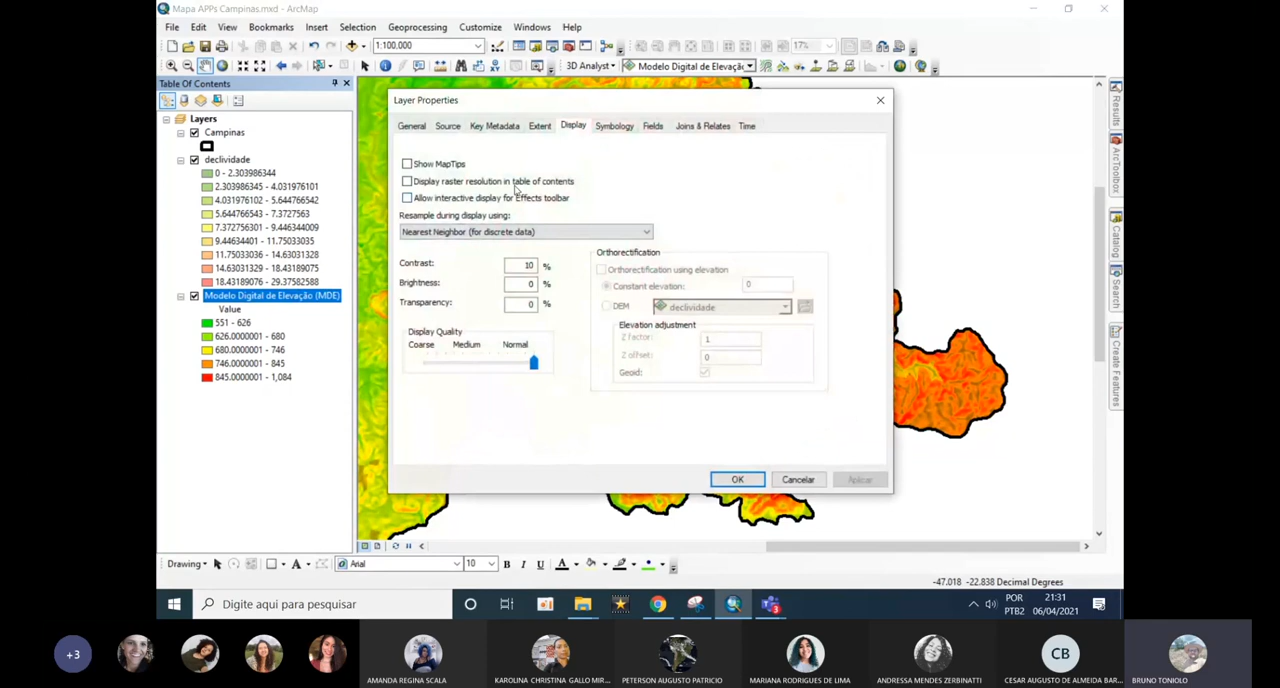 Mapa APPs Campinas.mxd - ArcMap
File Edit View Bookmarks Insert Selection Geoprocessing Customize Windows Help
1:100.000
17%
3D Analyst
Modelo Digital de Elevaçã
Table Of Contents
Layers
Campinas
declividade
0 - 2.303986344
2.303986345 - 4.031976101
4.031976102 - 5.644766542
5.644766543 - 7.3727563
7.372756301 - 9.446344009
9.44634401 - 11.75033035
11.75033036 - 14.63031328
14.63031329 - 18.43189075
18.43189076 - 29.37582588
Modelo Digital de Elevação (MDE)
Value
551 - 626
626.0000001 - 680
680.0000001 - 746
746.0000001 - 845
845.0000001 - 1,084
Layer Properties
General Source Key Metadata Extent Display Symbology Fields Joins & Relates Time
Show MapTips
Display raster resolution in table of contents
Allow interactive display for Effects toolbar
Resample during display using:
Nearest Neighbor (for discrete data)
Contrast: 10 %
Brightness: 0 %
Transparency: 0 %
Display Quality
Coarse Medium Normal
Orthorectification
Orthorectification using elevation
Constant elevation: 0
DEM declividade
Elevation adjustment
Z factor: 1
Z offset: 0
Geoid:
OK Cancelar Aplicar
Results
ArcToolbox
Catalog
Search
Create Features
Drawing A Arial 10 B I U A
-47.018 -22.838 Decimal Degrees
Digite aqui para pesquisar
3
POR
PTB2
21:31
06/04/2021
+3
AMANDA REGINA SCALA
KAROLINA CHRISTINA GALLO MIR...
PETERSON AUGUSTO PATRICIO
MARIANA RODRIGUES DE LIMA
ANDRESSA MENDES ZERBINATTI
CB
CESAR AUGUSTO DE ALMEIDA BAR...
BRUNO TONIOLO